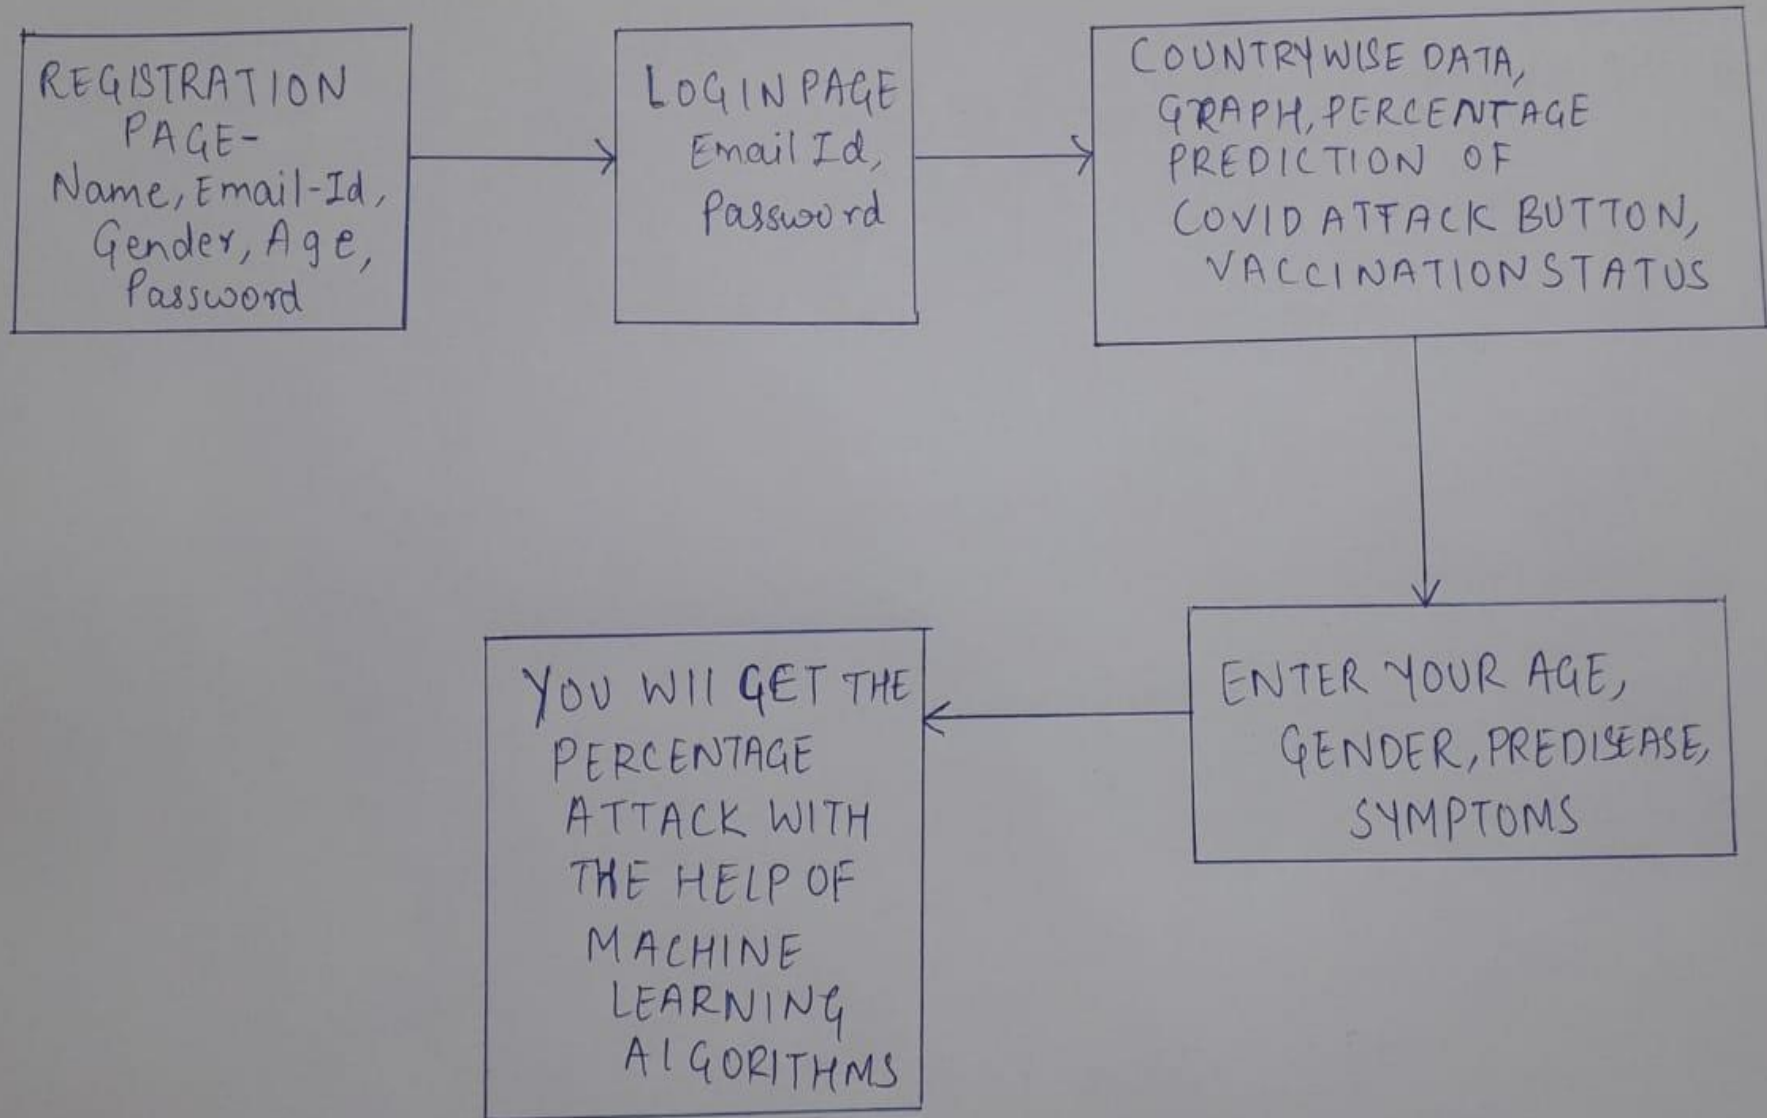 REGISTRATION
PAGE-
Name, Email-Id,
Gender, Age,
Password
LOGIN PAGE
Email Id,
Password
COUNTRYWISE DATA,
GRAPH, PERCENTAGE
PREDICTION OF
COVID ATTACK BUTTON,
VACCINATION STATUS
ENTER YOUR AGE,
GENDER, PREDISEASE,
SYMPTOMS
YOU WIll GET THE
PERCENTAGE
ATTACK WITH
THE HELP OF
MACHINE
LEARNING
AlGORITHMS